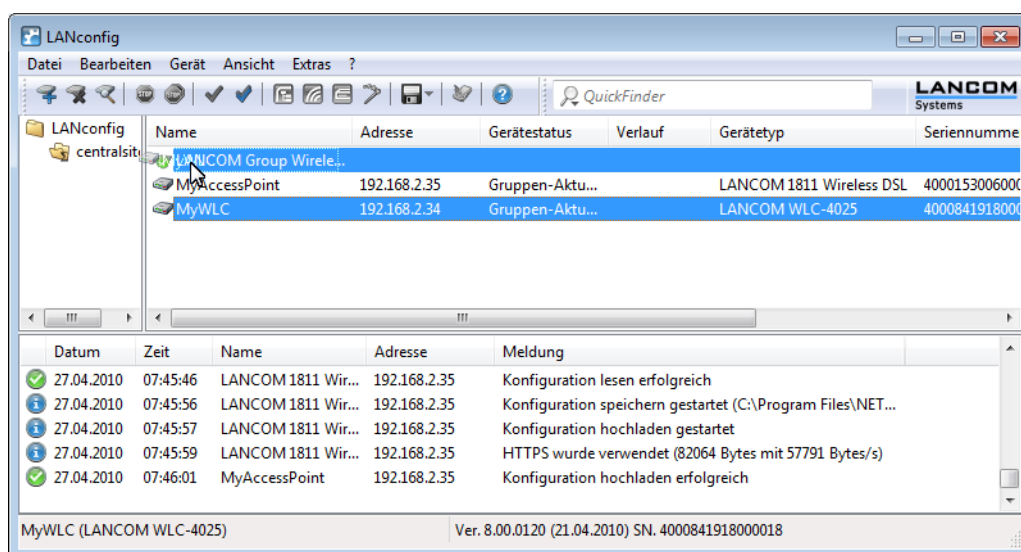 LANconfig
Datei Bearbeiten Gerät Ansicht Extras ?
QuickFinder
LANCOM
Systems
LANconfig
Name Adresse Gerätestatus Verlauf Gerätetyp Seriennumme
LANCOM Group Wirele...
MyAccessPoint 192.168.2.35 Gruppen-Aktu... LANCOM 1811 Wireless DSL 4000153006000
MyWLC 192.168.2.34 Gruppen-Aktu... LANCOM WLC-4025 4000841918000
centralsite
Datum Zeit Name Adresse Meldung
27.04.2010 07:45:46 LANCOM 1811 Wir... 192.168.2.35 Konfiguration lesen erfolgreich
27.04.2010 07:45:56 LANCOM 1811 Wir... 192.168.2.35 Konfiguration speichern gestartet (C:\Program Files\NET...
27.04.2010 07:45:57 LANCOM 1811 Wir... 192.168.2.35 Konfiguration hochladen gestartet
27.04.2010 07:45:59 LANCOM 1811 Wir... 192.168.2.35 HTTPS wurde verwendet (82064 Bytes mit 57791 Bytes/s)
27.04.2010 07:46:01 MyAccessPoint 192.168.2.35 Konfiguration hochladen erfolgreich
MyWLC (LANCOM WLC-4025) Ver. 8.00.0120 (21.04.2010) SN. 4000841918000018